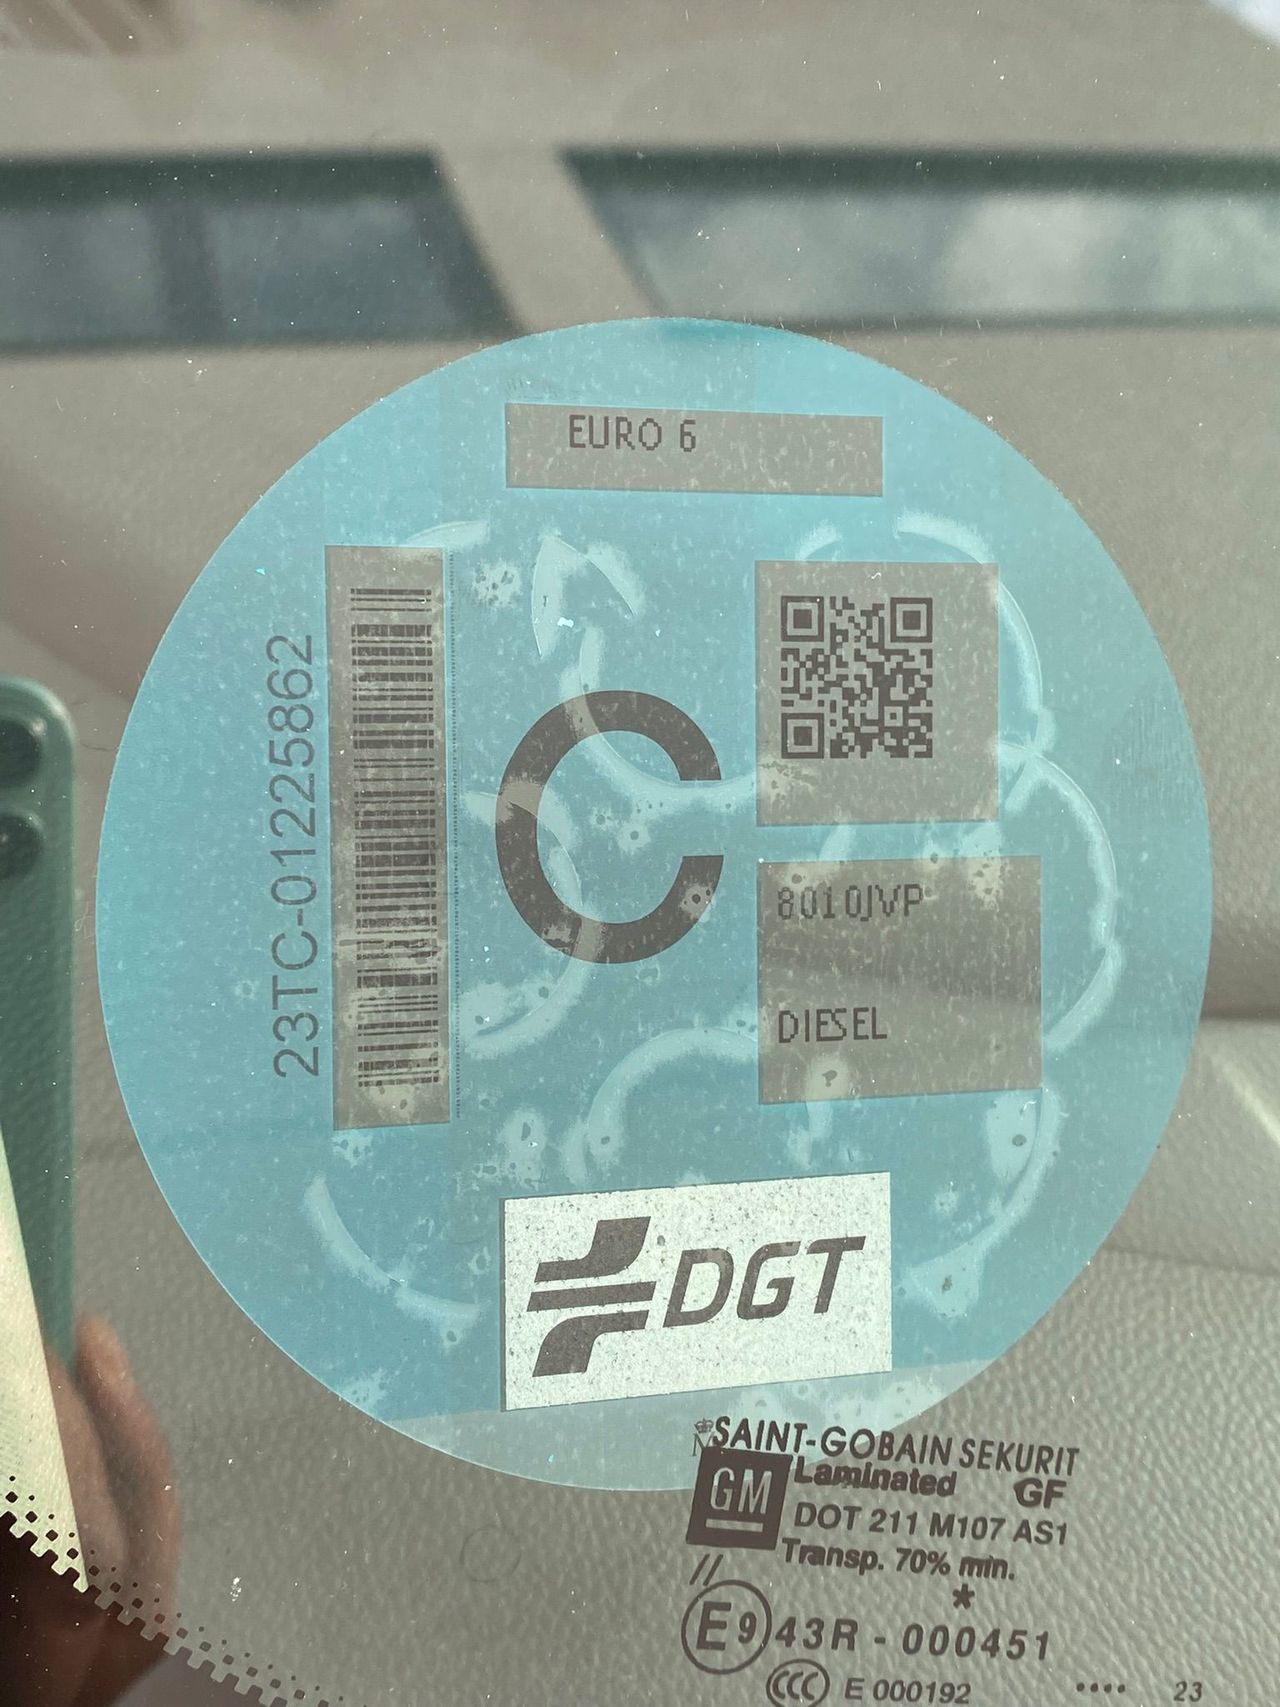 EURO 6
23TC-01225862
C
8010JVP
DIESEL
DGT
SAINT-GOBAIN SEKURIT
GM
Laminated GF
DOT 211 M107 AS1
Transp. 70% min.
//
*
E9 43R - 000451
CCC E 000192
.... 23